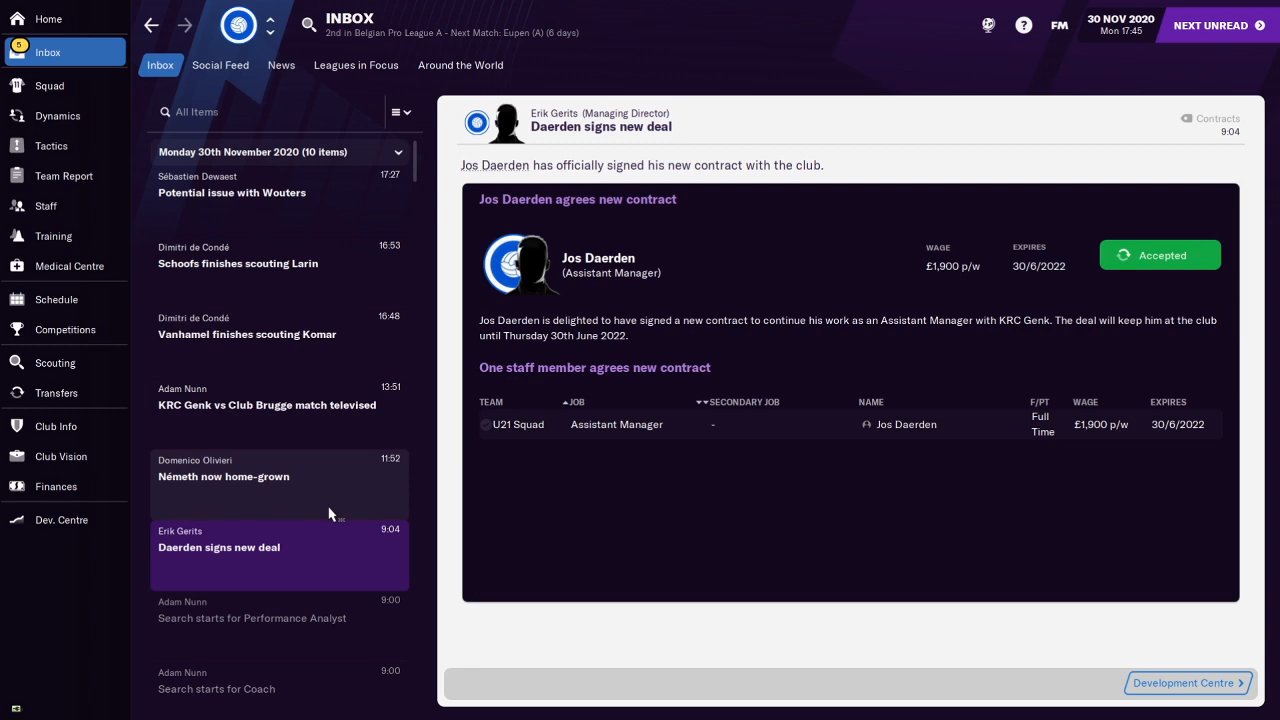 INBOX
2nd in Belgian Pro League A - Next Match: Eupen (A) (6 days)
FM
30 NOV 2020
Mon 17:45
NEXT UNREAD
5
Home
Inbox
Squad
Dynamics
Tactics
Team Report
Staff
Training
Medical Centre
Schedule
Competitions
Scouting
Transfers
Club Info
Club Vision
Finances
Dev. Centre
Inbox Social Feed News Leagues in Focus Around the World
All Items
Monday 30th November 2020 (10 items)
Sébastien Dewaest 17:27
Potential issue with Wouters
Dimitri de Condé 16:53
Schoofs finishes scouting Larin
Dimitri de Condé 16:48
Vanhamel finishes scouting Komar
Adam Nunn 13:51
KRC Genk vs Club Brugge match televised
Domenico Olivieri 11:52
Németh now home-grown
Erik Gerits 9:04
Daerden signs new deal
Adam Nunn 9:00
Search starts for Performance Analyst
Adam Nunn 9:00
Search starts for Coach
Erik Gerits (Managing Director)
Daerden signs new deal
Contracts
9:04
Jos Daerden has officially signed his new contract with the club.
Jos Daerden agrees new contract
Jos Daerden
(Assistant Manager)
WAGE
£1,900 p/w
EXPIRES
30/6/2022
Accepted
Jos Daerden is delighted to have signed a new contract to continue his work as an Assistant Manager with KRC Genk. The deal will keep him at the club
until Thursday 30th June 2022.
One staff member agrees new contract
TEAM JOB SECONDARY JOB NAME F/PT WAGE EXPIRES
U21 Squad Assistant Manager - Jos Daerden Full Time £1,900 p/w 30/6/2022
Development Centre